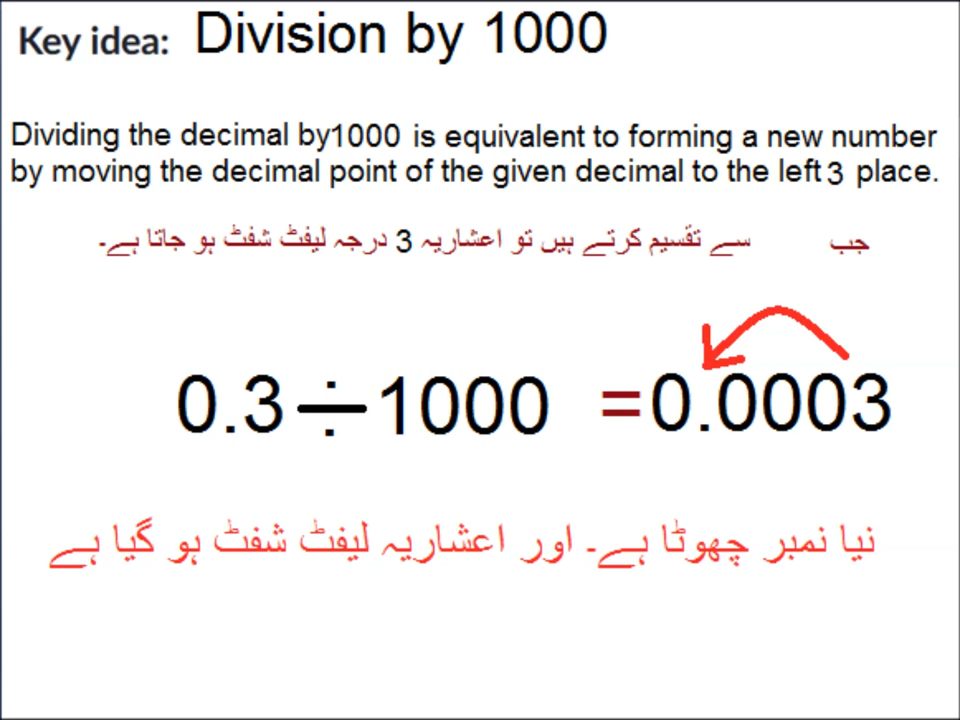 Key idea: Division by 1000
Dividing the decimal by1000 is equivalent to forming a new number
by moving the decimal point of the given decimal to the left 3 place.
جب سے تقسیم کرتے ہیں تو اعشاریہ 3 درجہ لیفٹ شفٹ ہو جاتا ہے۔
0.3 ÷ 1000 = 0.0003
نیا نمبر چھوٹا ہے۔ اور اعشاریہ لیفٹ شفٹ ہو گیا ہے